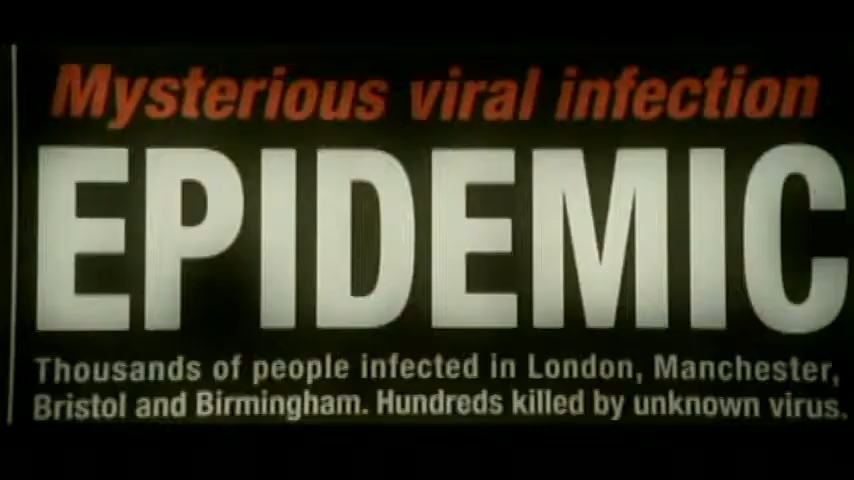 Mysterious viral infection
EPIDEMIC
Thousands of people infected in London, Manchester,
Bristol and Birmingham. Hundreds killed by unknown virus.